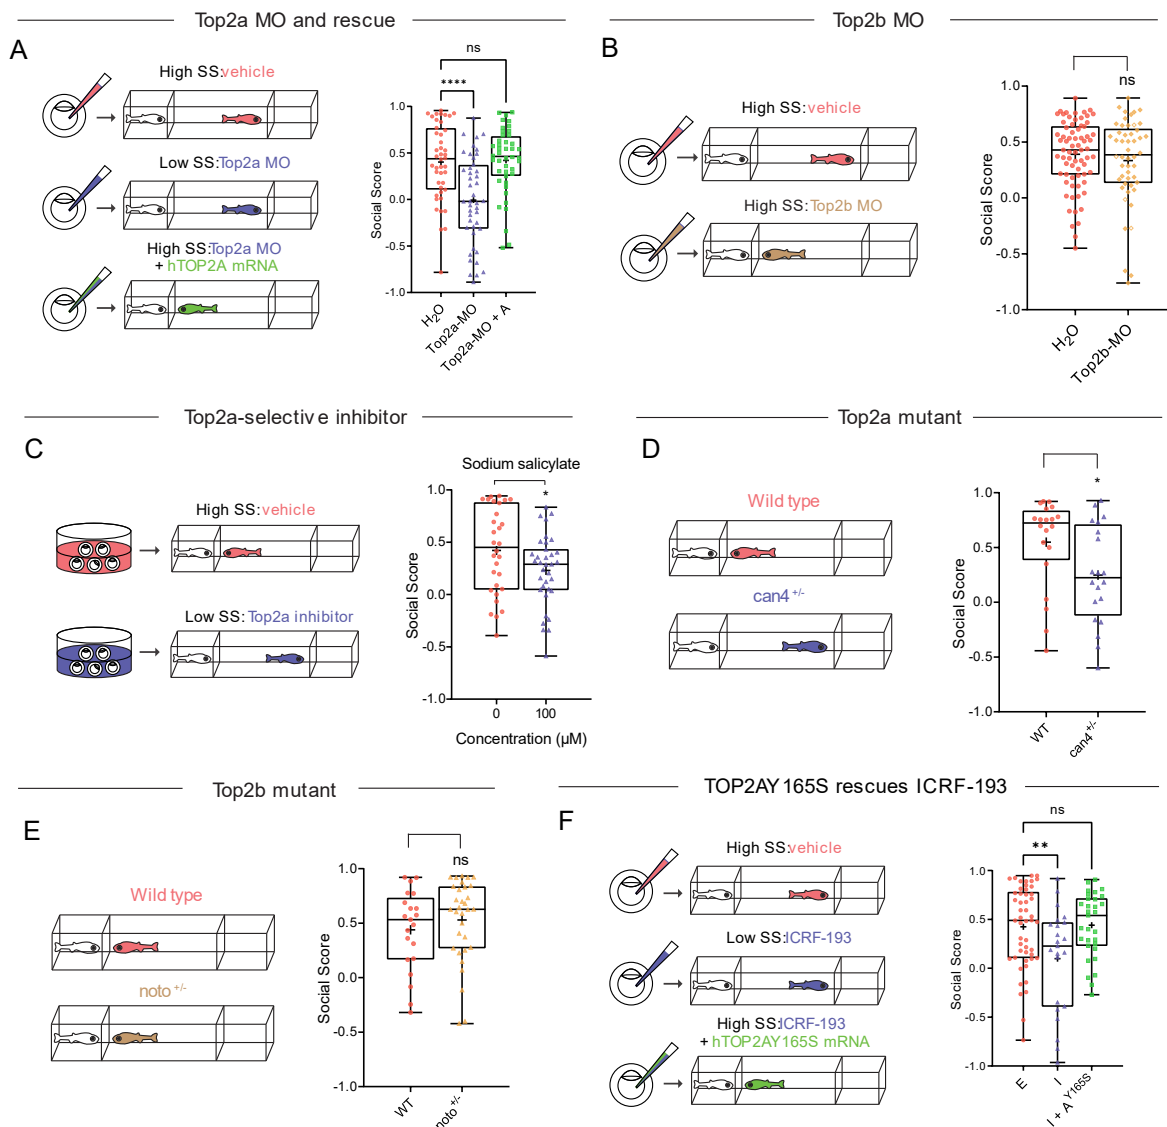 Top2a MO and rescue
Top2b MO
A
High SS:vehicle
Low SS:Top2a MO
High SS:Top2a MO
+ hTOP2A mRNA
ns
****
Social Score
1.0
0.5
0.0
-0.5
-1.0
H2O
Top2a-MO
Top2a-MO + A
B
High SS:vehicle
High SS:Top2b MO
ns
Social Score
1.0
0.5
0.0
-0.5
-1.0
H2O
Top2b-MO
Top2a-selective inhibitor
Top2a mutant
C
High SS:vehicle
Low SS:Top2a inhibitor
Sodium salicylate
*
Social Score
1.0
0.5
0.0
-0.5
-1.0
0
100
Concentration (µM)
D
Wild type
can4+/-
*
Social Score
1.0
0.5
0.0
-0.5
-1.0
WT
can4+/-
Top2b mutant
TOP2AY165S rescues ICRF-193
E
Wild type
noto+/-
ns
Social Score
1.0
0.5
0.0
-0.5
-1.0
WT
noto+/-
F
High SS:vehicle
Low SS:ICRF-193
High SS:ICRF-193
+ hTOP2AY165S mRNA
ns
**
Social Score
1.0
0.5
0.0
-0.5
-1.0
E
I
I + A Y165S